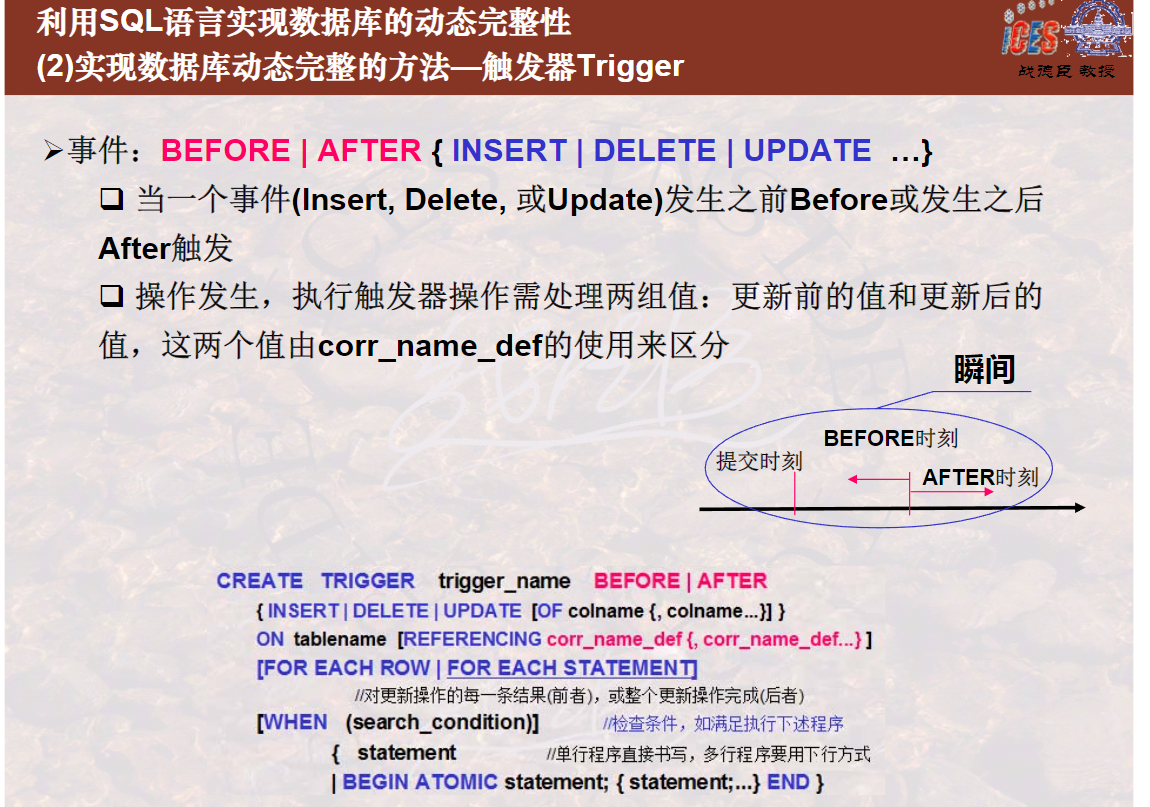 利用SQL语言实现数据库的动态完整性
(2)实现数据库动态完整的方法—触发器Trigger
iCES
战德臣 教授
➢事件：BEFORE | AFTER { INSERT | DELETE | UPDATE …}
❑ 当一个事件(Insert, Delete, 或Update)发生之前Before或发生之后
After触发
❑ 操作发生，执行触发器操作需处理两组值：更新前的值和更新后的
值，这两个值由corr_name_def的使用来区分
瞬间
BEFORE时刻
提交时刻
AFTER时刻
CREATE TRIGGER trigger_name BEFORE | AFTER
{ INSERT | DELETE | UPDATE [OF colname {, colname...}] }
ON tablename [REFERENCING corr_name_def {, corr_name_def...} ]
[FOR EACH ROW | FOR EACH STATEMENT]
//对更新操作的每一条结果(前者)，或整个更新操作完成(后者)
[WHEN (search_condition)] //检查条件，如满足执行下述程序
{ statement //单行程序直接书写，多行程序要用下行方式
| BEGIN ATOMIC statement; { statement;...} END }